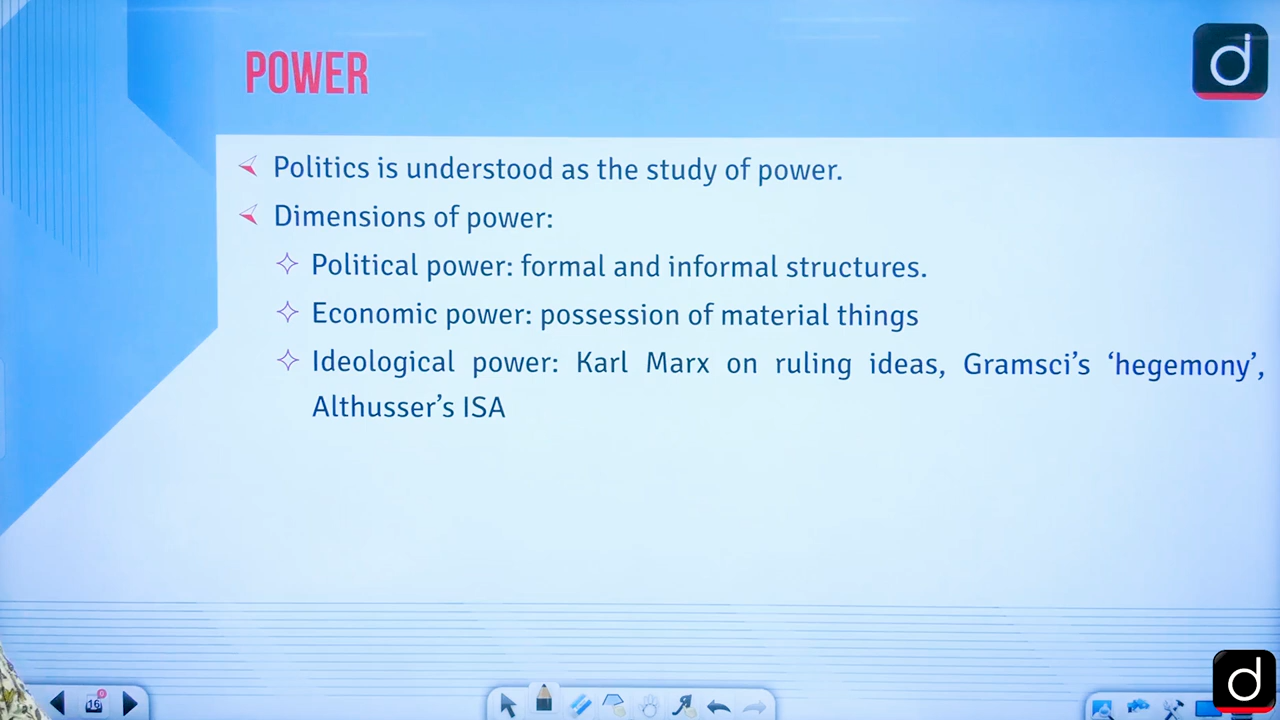 POWER
d
Politics is understood as the study of power.
Dimensions of power:
Political power: formal and informal structures.
Economic power: possession of material things
Ideological power: Karl Marx on ruling ideas, Gramsci’s ‘hegemony’,
Althusser’s ISA
16
0
d